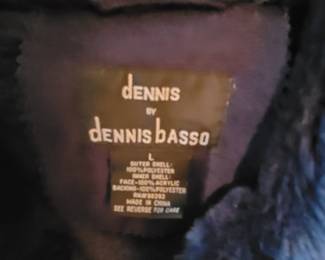 dENNIS
BY
dENNIS bASSO
L
OUTER SHELL:
100%POLYESTER
INNER SHELL:
FACE-100%ACRYLIC
BACKING-100%POLYESTER
MADE IN CHINA
SEE REVERSE FOR CARE